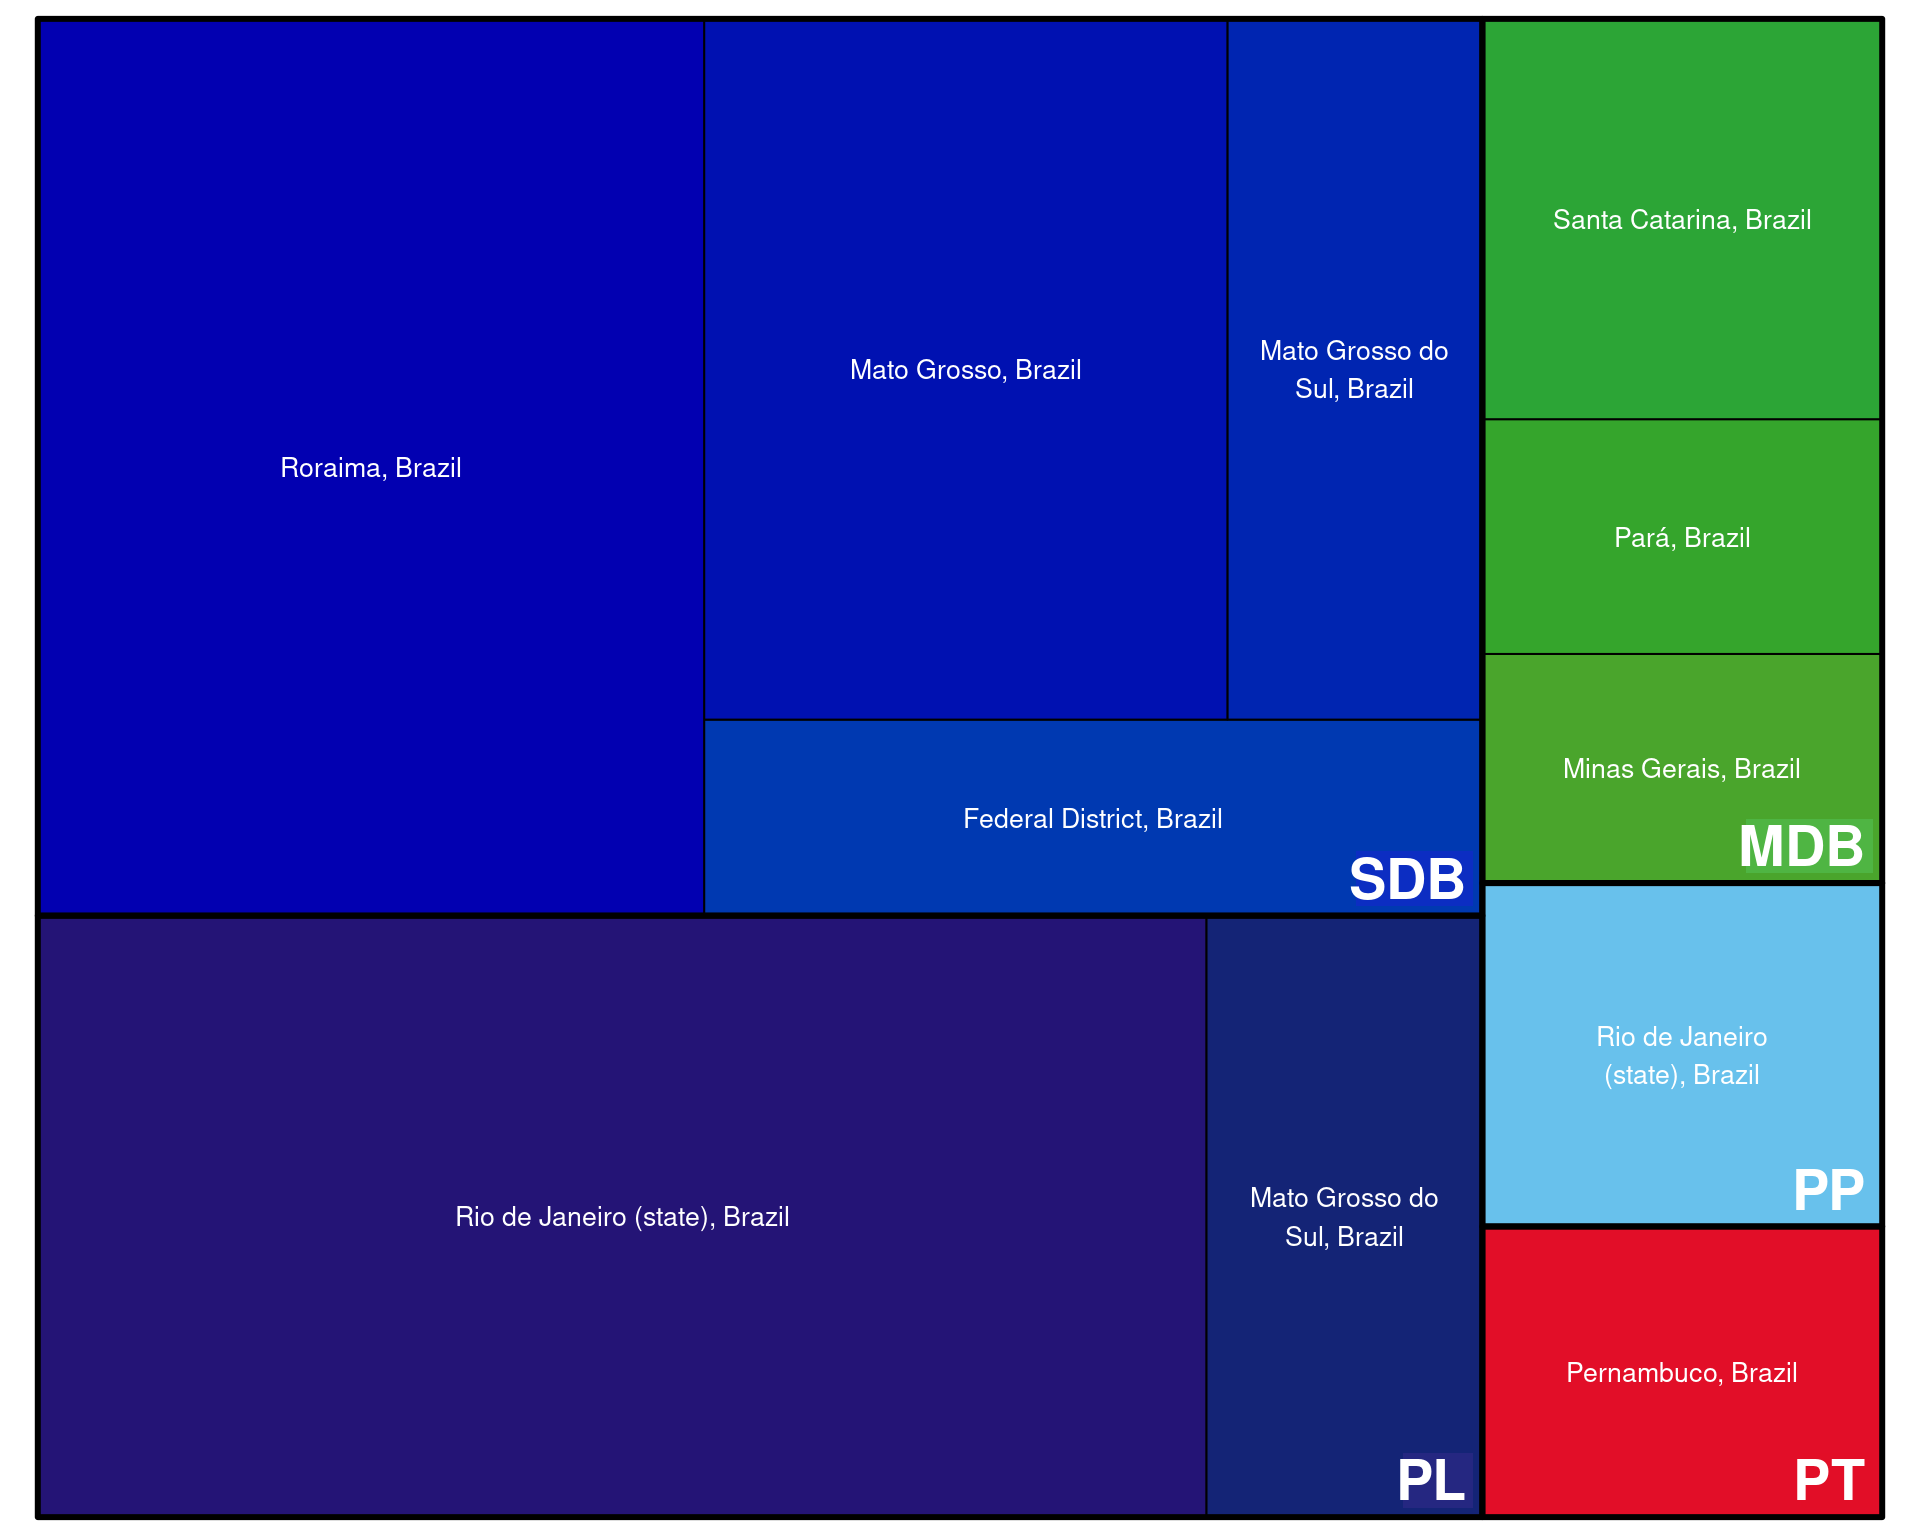 Roraima, Brazil
Mato Grosso, Brazil
Mato Grosso do
Sul, Brazil
Federal District, Brazil
SDB
Rio de Janeiro (state), Brazil
Mato Grosso do
Sul, Brazil
PL
Santa Catarina, Brazil
Pará, Brazil
Minas Gerais, Brazil
MDB
Rio de Janeiro
(state), Brazil
PP
Pernambuco, Brazil
PT